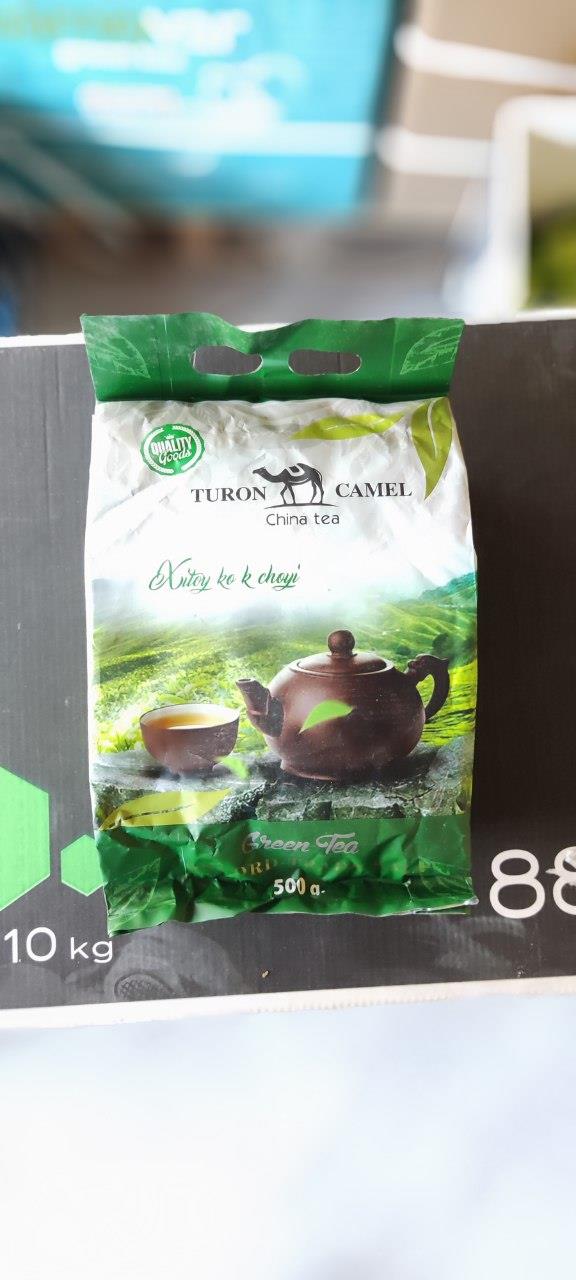 QUALITY
Goods
TURON CAMEL
China tea
Xitoy ko k choyi
Green Tea
500 g.
10 kg
88